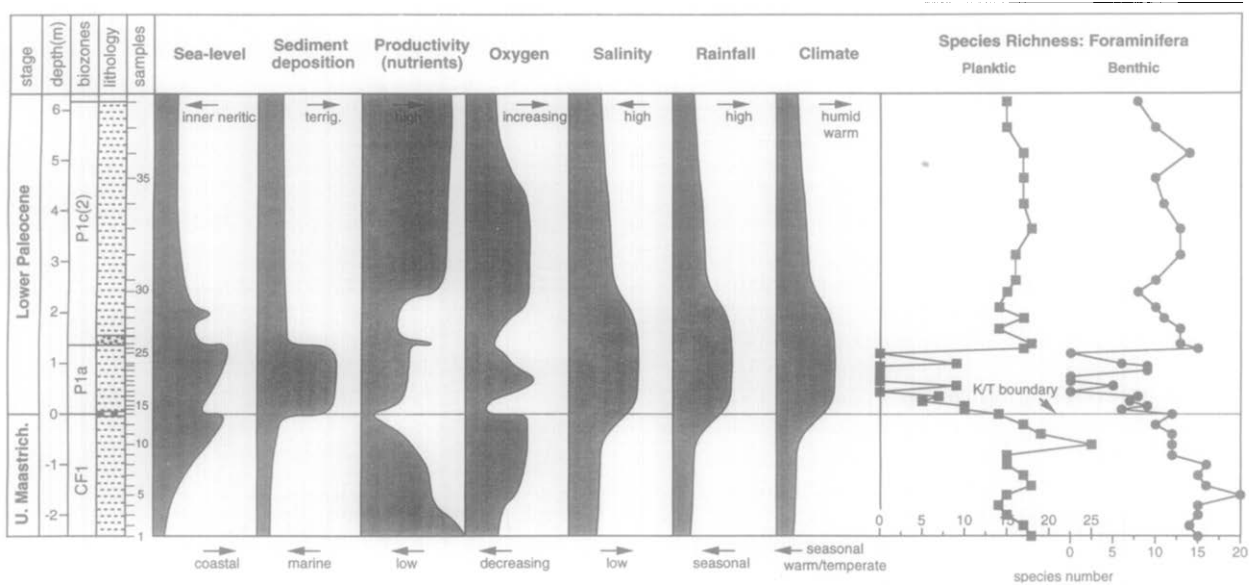 stage
depth(m)
biozones
lithology
samples
Sea-level
Sediment
deposition
Productivity
(nutrients)
Oxygen
Salinity
Rainfall
Climate
Species Richness: Foraminifera
Planktic
Benthic
inner neritic
terrig.
high
increasing
high
high
humid
warm
Lower Paleocene
U. Maastrich.
6
5
4
3
2
1
0
-1
-2
P1c(2)
P1a
CF1
35
30
25
15
10
5
1
K/T boundary
0 5 10 15 20 25
0 5 10 15 20
species number
coastal
marine
low
decreasing
low
seasonal
seasonal
warm/temperate